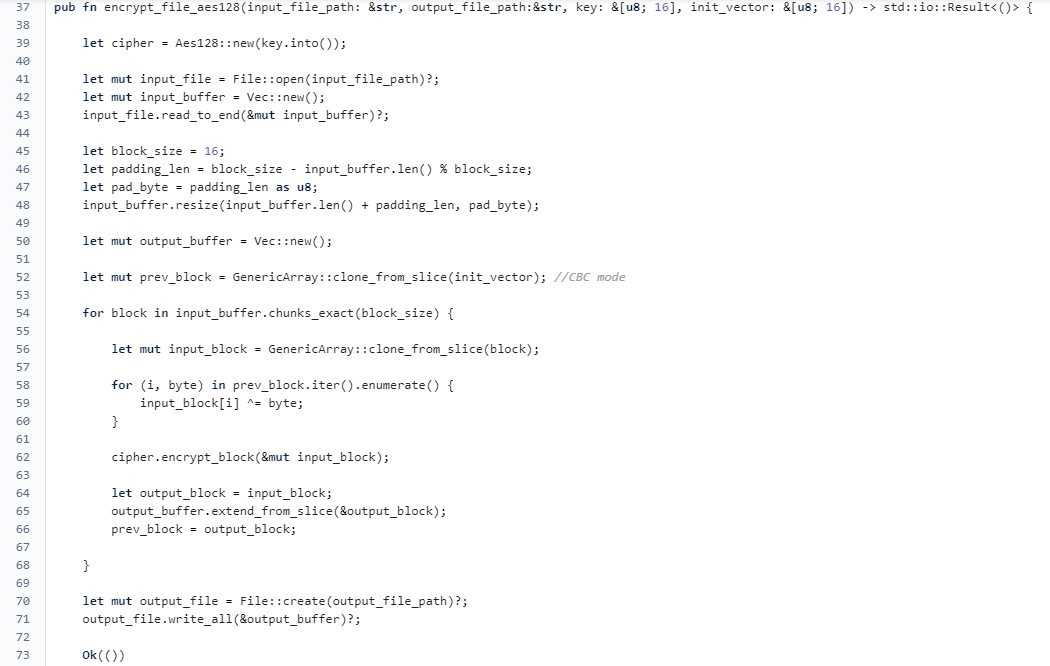 37 pub fn encrypt_file_aes128(input_file_path: &str, output_file_path:&str, key: &[u8; 16], init_vector: &[u8; 16]) -> std::io::Result<()> {
38
39     let cipher = Aes128::new(key.into());
40
41     let mut input_file = File::open(input_file_path)?;
42     let mut input_buffer = Vec::new();
43     input_file.read_to_end(&mut input_buffer)?;
44
45     let block_size = 16;
46     let padding_len = block_size - input_buffer.len() % block_size;
47     let pad_byte = padding_len as u8;
48     input_buffer.resize(input_buffer.len() + padding_len, pad_byte);
49
50     let mut output_buffer = Vec::new();
51
52     let mut prev_block = GenericArray::clone_from_slice(init_vector); //CBC mode
53
54     for block in input_buffer.chunks_exact(block_size) {
55
56         let mut input_block = GenericArray::clone_from_slice(block);
57
58         for (i, byte) in prev_block.iter().enumerate() {
59             input_block[i] ^= byte;
60         }
61
62         cipher.encrypt_block(&mut input_block);
63
64         let output_block = input_block;
65         output_buffer.extend_from_slice(&output_block);
66         prev_block = output_block;
67
68     }
69
70     let mut output_file = File::create(output_file_path)?;
71     output_file.write_all(&output_buffer)?;
72
73     Ok(())